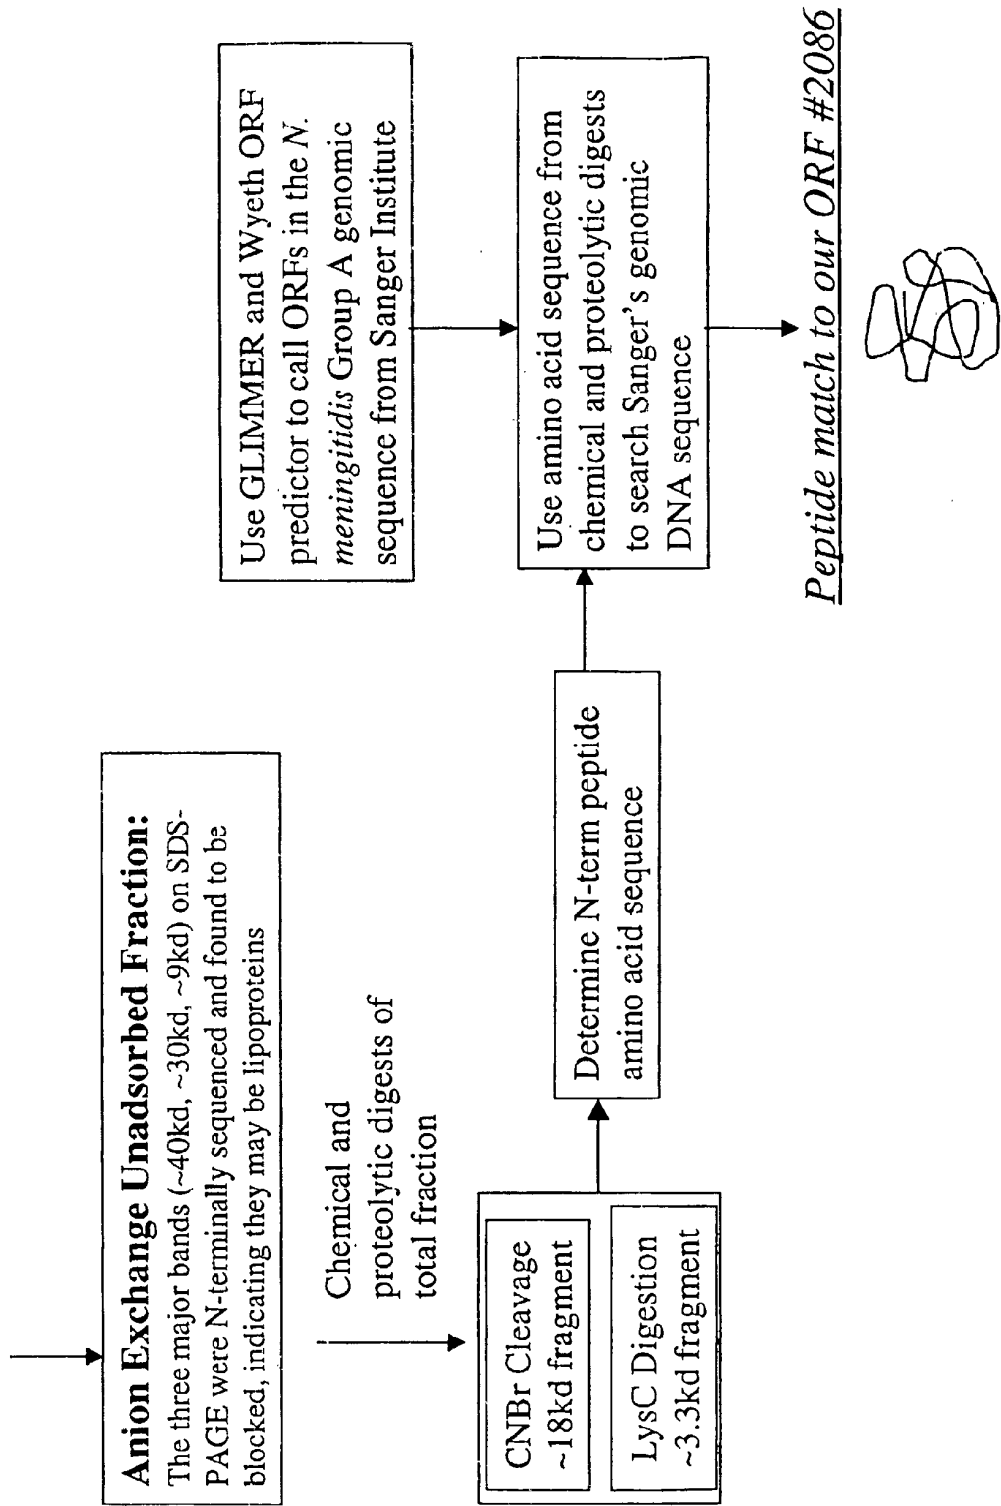 Anion Exchange Unadsorbed Fraction:
The three major bands (~40kd, ~30kd, ~9kd) on SDS-
PAGE were N-terminally sequenced and found to be
blocked, indicating they may be lipoproteins
Chemical and
proteolytic digests of
total fraction
CNBr Cleavage
~18kd fragment
LysC Digestion
~3.3kd fragment
Determine N-term peptide
amino acid sequence
Use GLIMMER and Wyeth ORF
predictor to call ORFs in the N.
meningitidis Group A genomic
sequence from Sanger Institute
Use amino acid sequence from
chemical and proteolytic digests
to search Sanger's genomic
DNA sequence
Peptide match to our ORF #2086